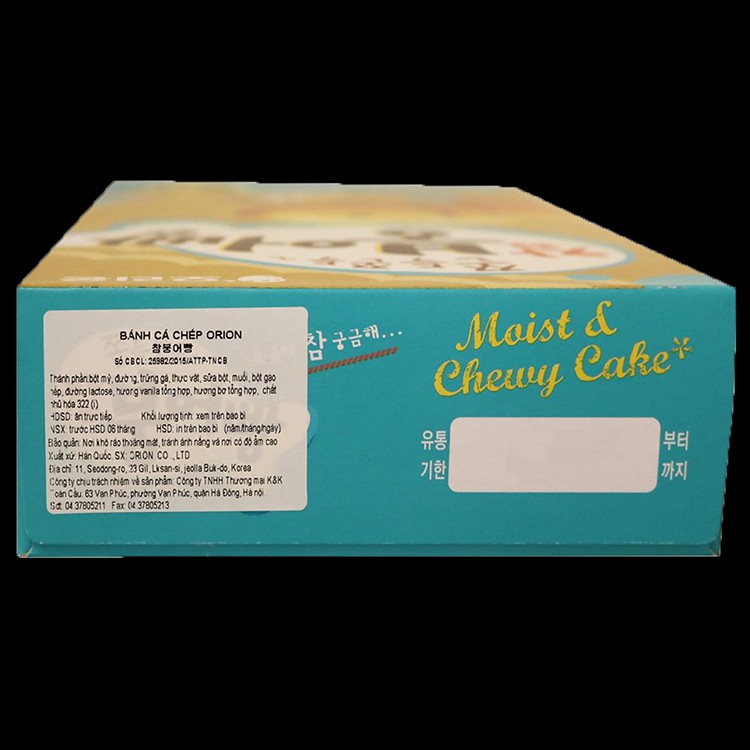 BÁNH CÁ CHÉP ORION
참붕어빵
Số CBCL: 25982/2015/ATTP-TNCB
Thành phần:bột mỳ, đường, trứng gà, thực vật, sữa bột, muối, bột gạo
nếp, đường lactose, hương vanila tổng hợp, hương bơ tổng hợp, chất
nhũ hóa 322 (i)
HDSD: ăn trực tiếp Khối lượng tịnh: xem trên bao bì
NSX: trước HSD 08 tháng HSD: in trên bao bì (năm/tháng/ngày)
Bảo quản: Nơi khô ráo thoáng mát, tránh ánh nắng và nơi có độ ẩm cao
Xuất xứ: Hàn Quốc SX: ORION CO.,LTD
Địa chỉ: 11, Seodong-ro, 23 Gil, Lksan-si, jeolla Buk-do, Korea
Công ty chịu trách nhiệm về sản phẩm: Công ty TNHH Thương mại K&K
Toàn Cầu. 63 Vạn Phúc, phường Vạn Phúc, quận Hà Đông, Hà nội
Sđt: 04 37805211 Fax: 04 37805213
참 궁금해...
Moist &
Chewy Cake*
유통 부터
기한 까지